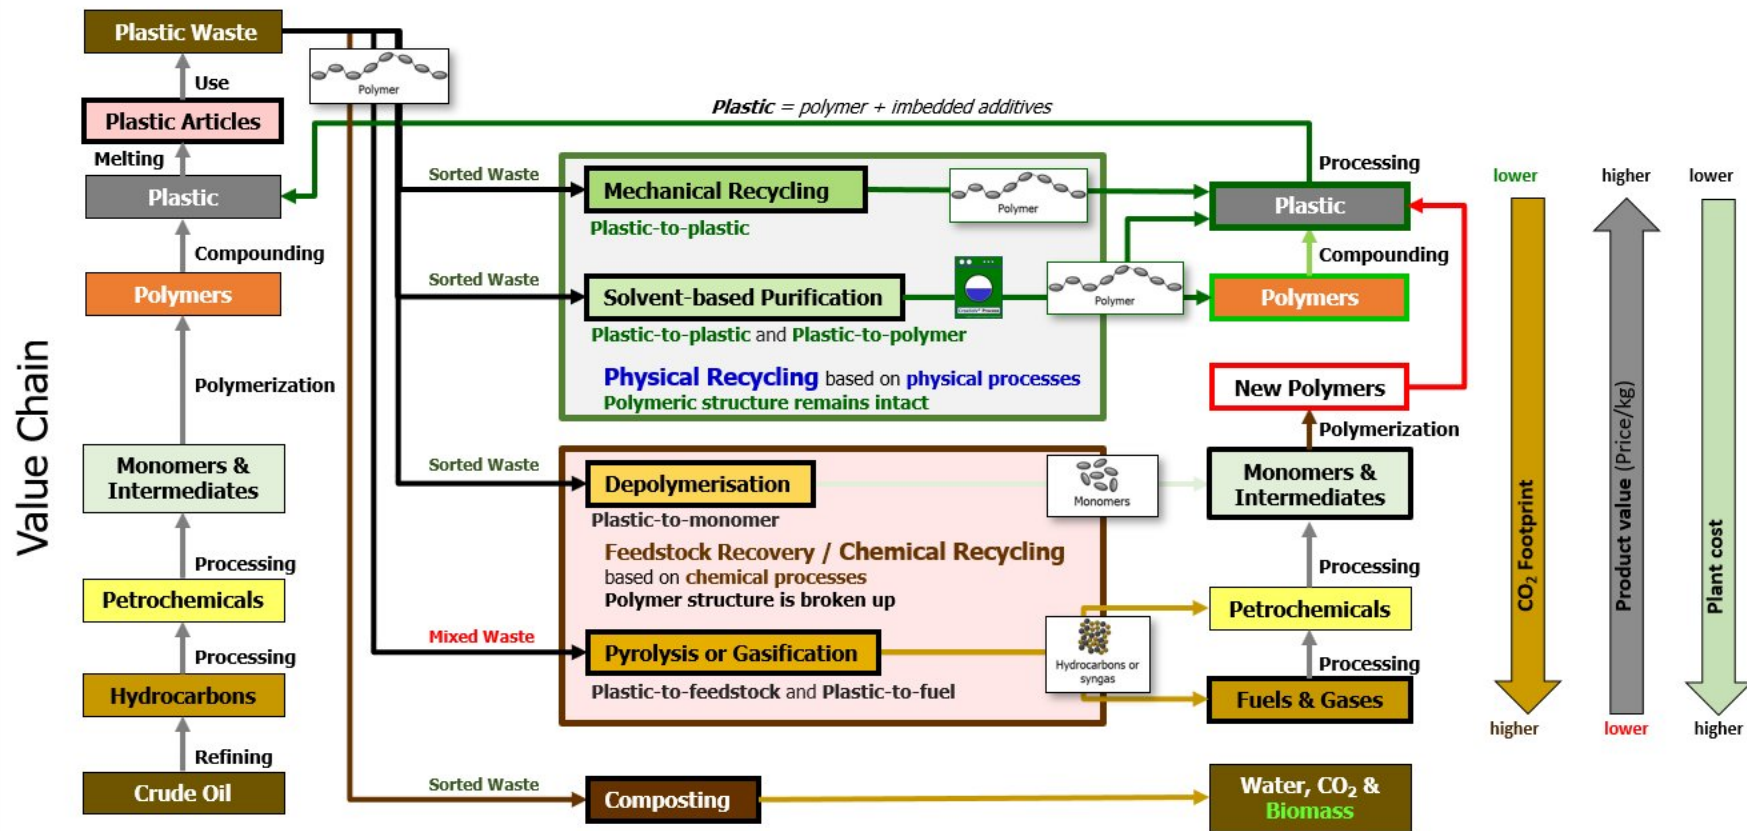 Value Chain
Plastic Waste
Use
Plastic Articles
Melting
Plastic
Compounding
Polymers
Polymerization
Monomers &
Intermediates
Processing
Petrochemicals
Processing
Hydrocarbons
Refining
Crude Oil
Polymer
Plastic = polymer + imbedded additives
Sorted Waste
Mechanical Recycling
Plastic-to-plastic
Polymer
Sorted Waste
Solvent-based Purification
Plastic-to-plastic and Plastic-to-polymer
Polymer
Physical Recycling based on physical processes
Polymeric structure remains intact
Sorted Waste
Depolymerisation
Plastic-to-monomer
Monomers
Feedstock Recovery / Chemical Recycling
based on chemical processes
Polymer structure is broken up
Mixed Waste
Pyrolysis or Gasification
Plastic-to-feedstock and Plastic-to-fuel
Hydrocarbons or
syngas
Sorted Waste
Composting
Processing
Plastic
Compounding
Polymers
New Polymers
Polymerization
Monomers &
Intermediates
Processing
Petrochemicals
Processing
Fuels & Gases
Water, CO₂ &
Biomass
lower
CO₂ Footprint
higher
higher
Product value (Price/kg)
lower
lower
Plant cost
higher